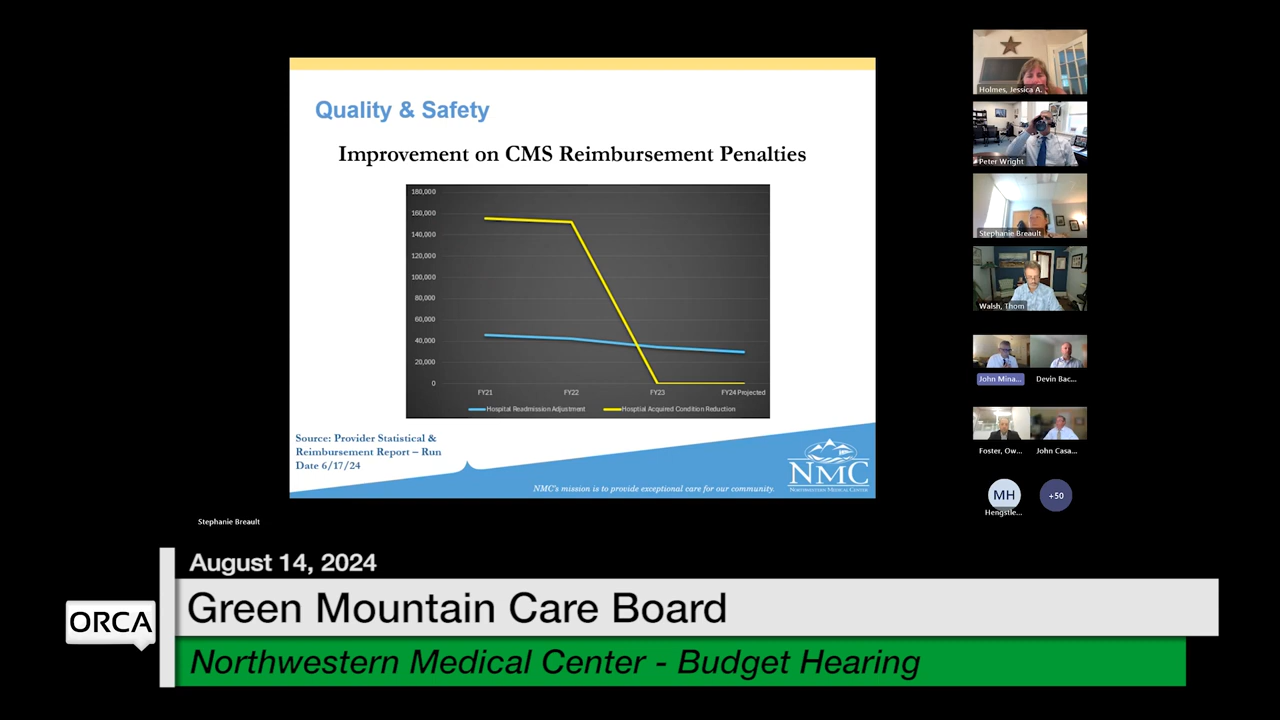 Quality & Safety
Improvement on CMS Reimbursement Penalties
180,000
160,000
140,000
120,000
100,000
80,000
60,000
40,000
20,000
0
FY21
FY22
FY23
FY24 Projected
Hospital Readmission Adjustment
Hosptial Acquired Condition Reduction
Source: Provider Statistical &
Reimbursement Report – Run
Date 6/17/24
NMC's mission is to provide exceptional care for our community.
NMC
NORTHWESTERN MEDICAL CENTER
Holmes, Jessica A.
Peter Wright
Stephanie Breault
Walsh, Thom
John Mina...
Devin Bac...
Foster, Ow...
John Casa...
MH
+50
Hengstle...
Stephanie Breault
August 14, 2024
ORCA
Green Mountain Care Board
Northwestern Medical Center - Budget Hearing